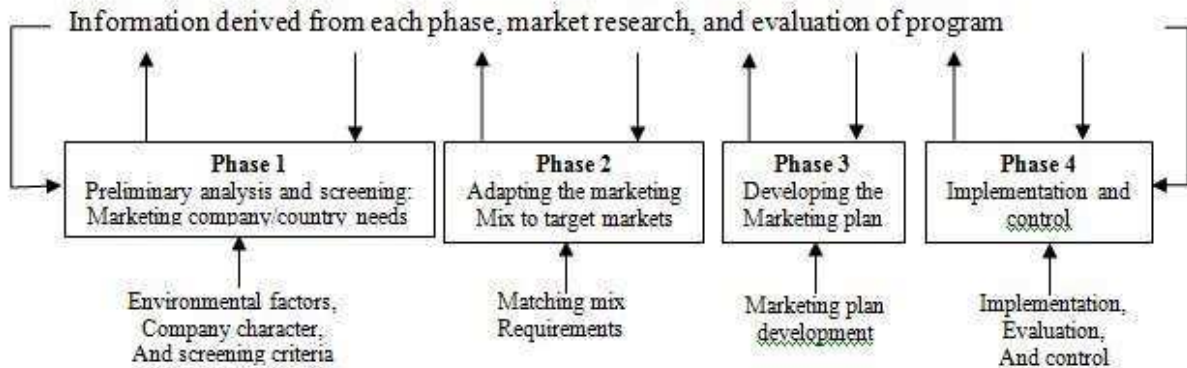 Information derived from each phase, market research, and evaluation of program
Phase 1
Preliminary analysis and screening:
Marketing company/country needs
Phase 2
Adapting the marketing
Mix to target markets
Phase 3
Developing the
Marketing plan
Phase 4
Implementation and
control
Environmental factors,
Company character,
And screening criteria
Matching mix
Requirements
Marketing plan
development
Implementation,
Evaluation,
And control